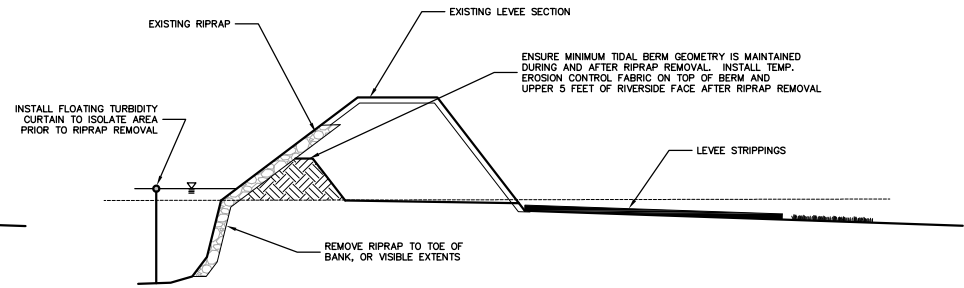 EXISTING LEVEE SECTION
EXISTING RIPRAP
ENSURE MINIMUM TIDAL BERM GEOMETRY IS MAINTAINED
DURING AND AFTER RIPRAP REMOVAL. INSTALL TEMP.
EROSION CONTROL FABRIC ON TOP OF BERM AND
UPPER 5 FEET OF RIVERSIDE FACE AFTER RIPRAP REMOVAL
INSTALL FLOATING TURBIDITY
CURTAIN TO ISOLATE AREA
PRIOR TO RIPRAP REMOVAL
LEVEE STRIPPINGS
REMOVE RIPRAP TO TOE OF
BANK, OR VISIBLE EXTENTS